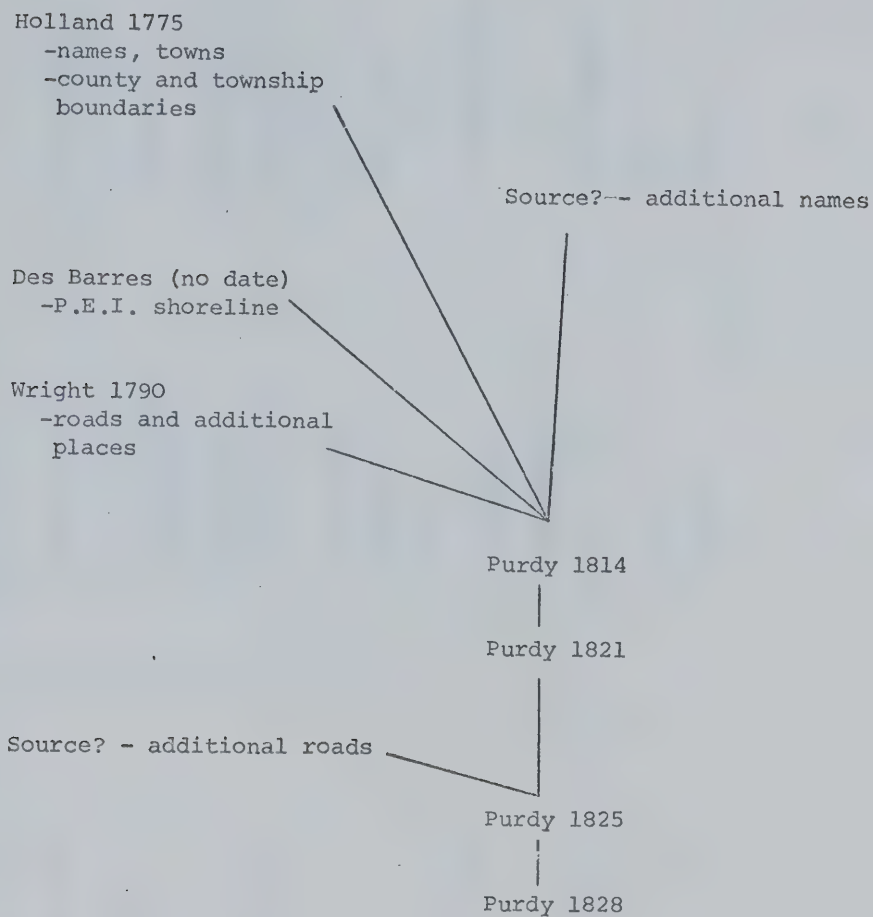 Holland 1775
-names, towns
-county and township
boundaries
Source?-- additional names
Des Barres (no date)
-P.E.I. shoreline
Wright 1790
-roads and additional
places
Purdy 1814
Purdy 1821
Source? - additional roads
Purdy 1825
Purdy 1828